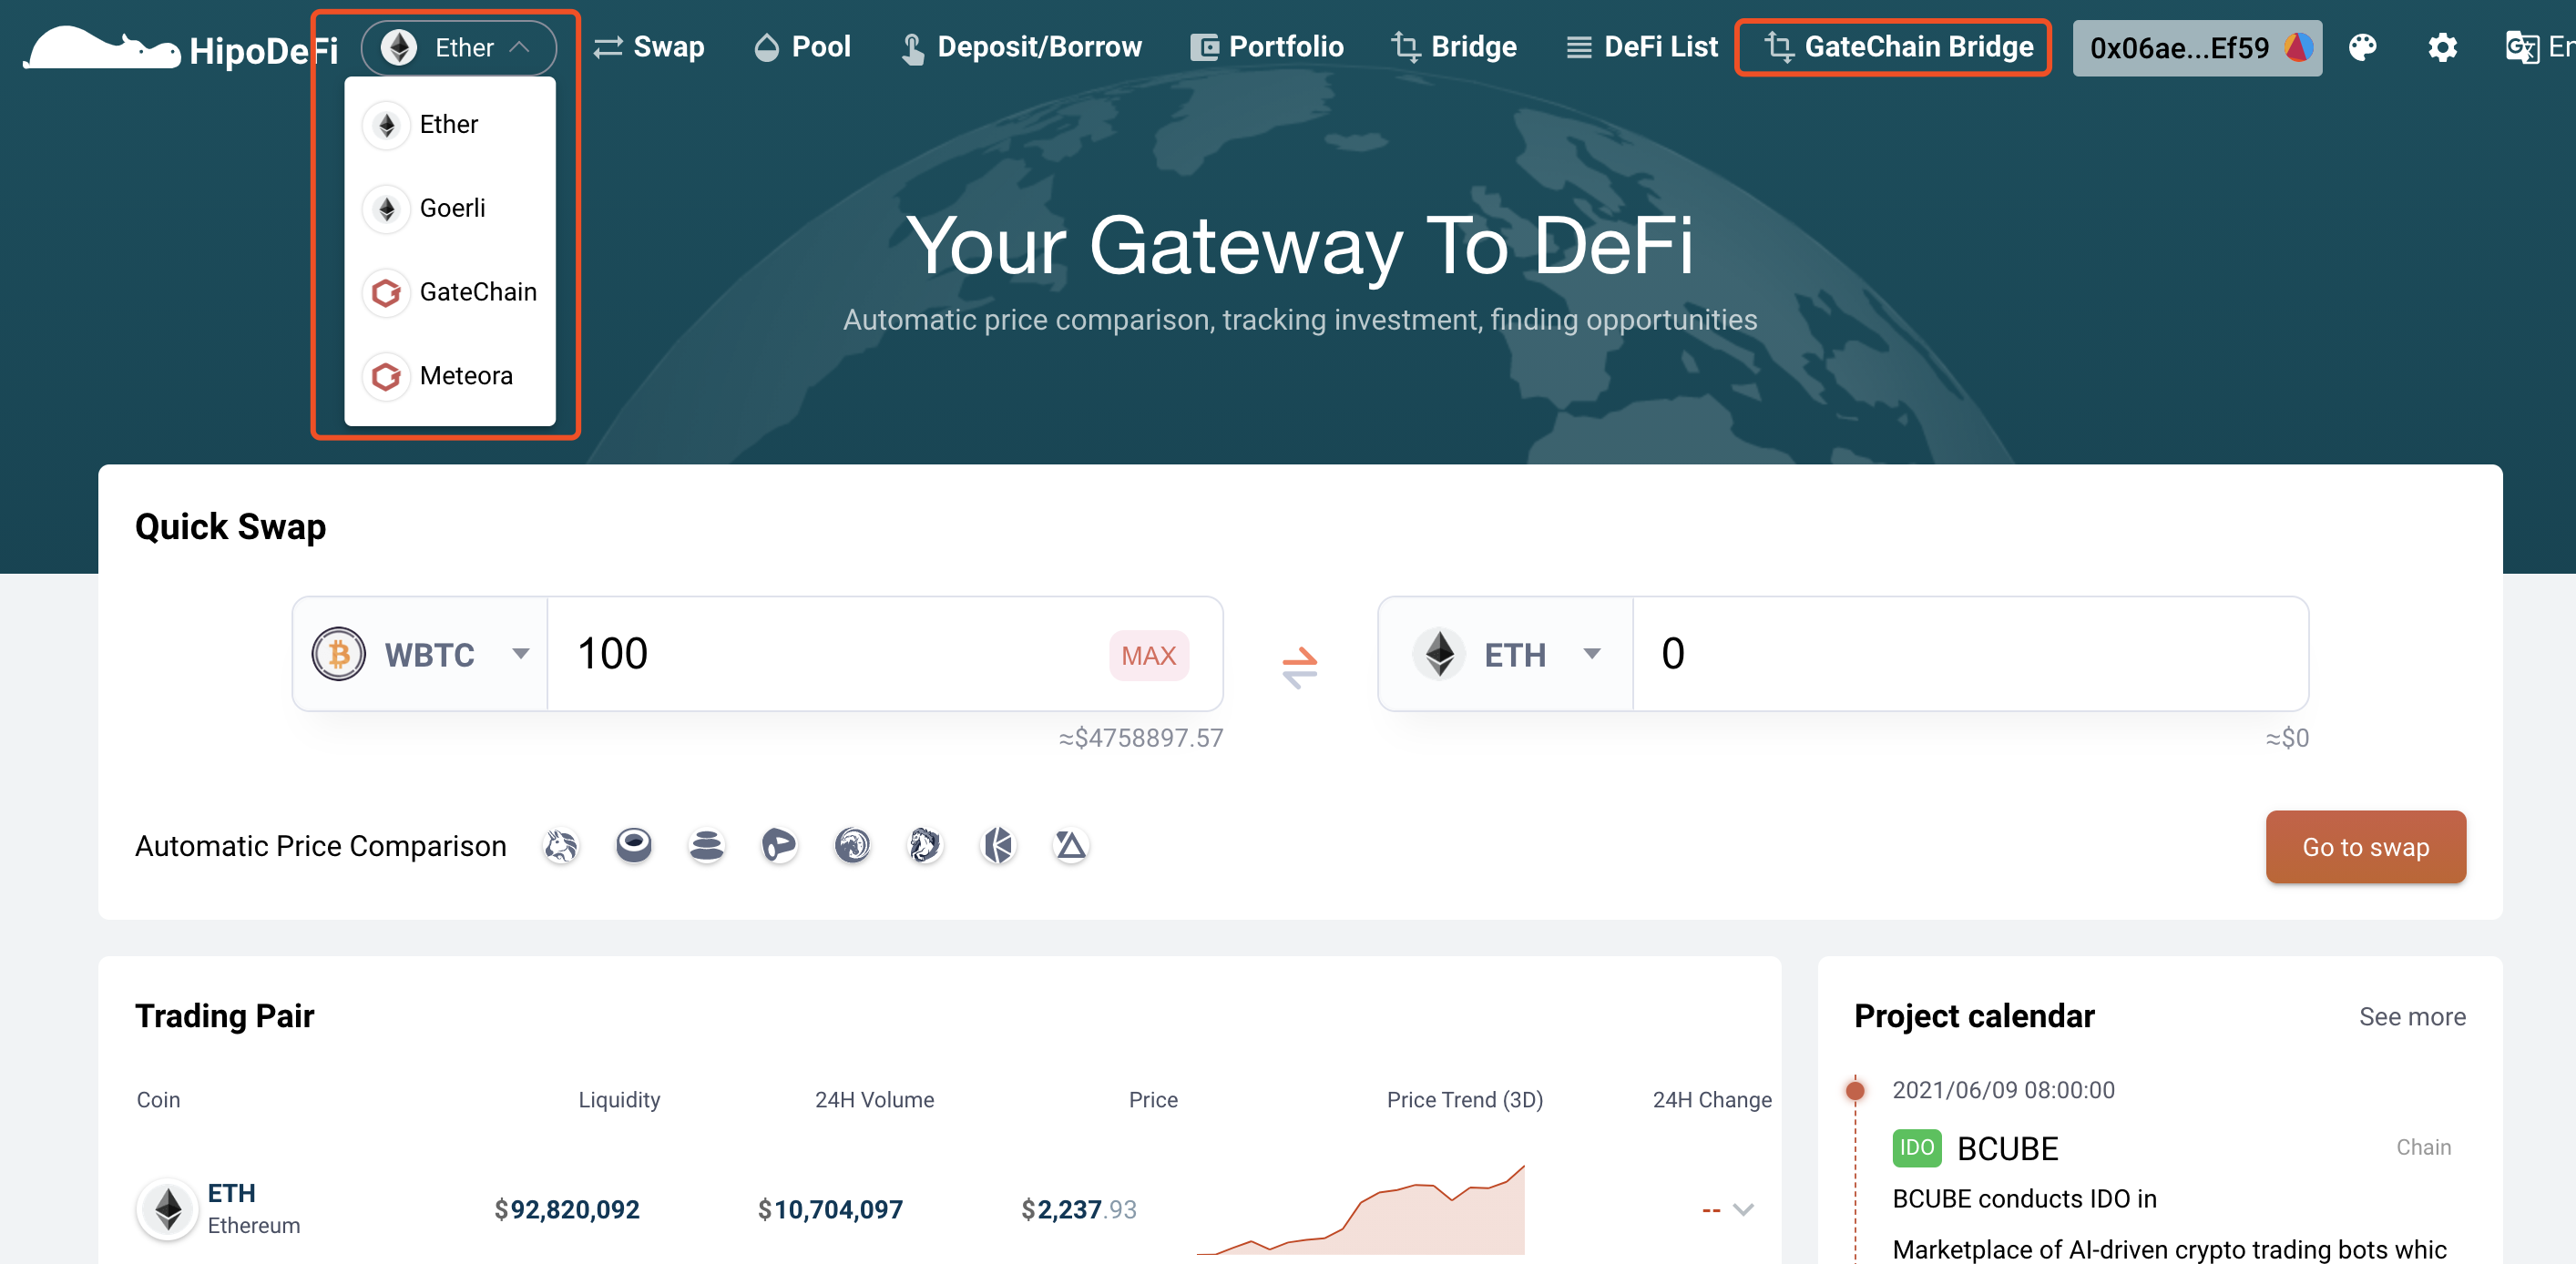 HipoDeFi Ether Swap Pool Deposit/Borrow Portfolio Bridge DeFi List GateChain Bridge 0x06ae...Ef59 En
Ether
Goerli
GateChain
Meteora
Your Gateway To DeFi
Automatic price comparison, tracking investment, finding opportunities
Quick Swap
WBTC 100 MAX ETH 0
≈$4758897.57 ≈$0
Automatic Price Comparison Go to swap
Trading Pair
Coin Liquidity 24H Volume Price Price Trend (3D) 24H Change
ETH
Ethereum
$92,820,092 $10,704,097 $2,237.93 --
Project calendar See more
2021/06/09 08:00:00
IDO BCUBE Chain
BCUBE conducts IDO in
Marketplace of AI-driven crypto trading bots whic